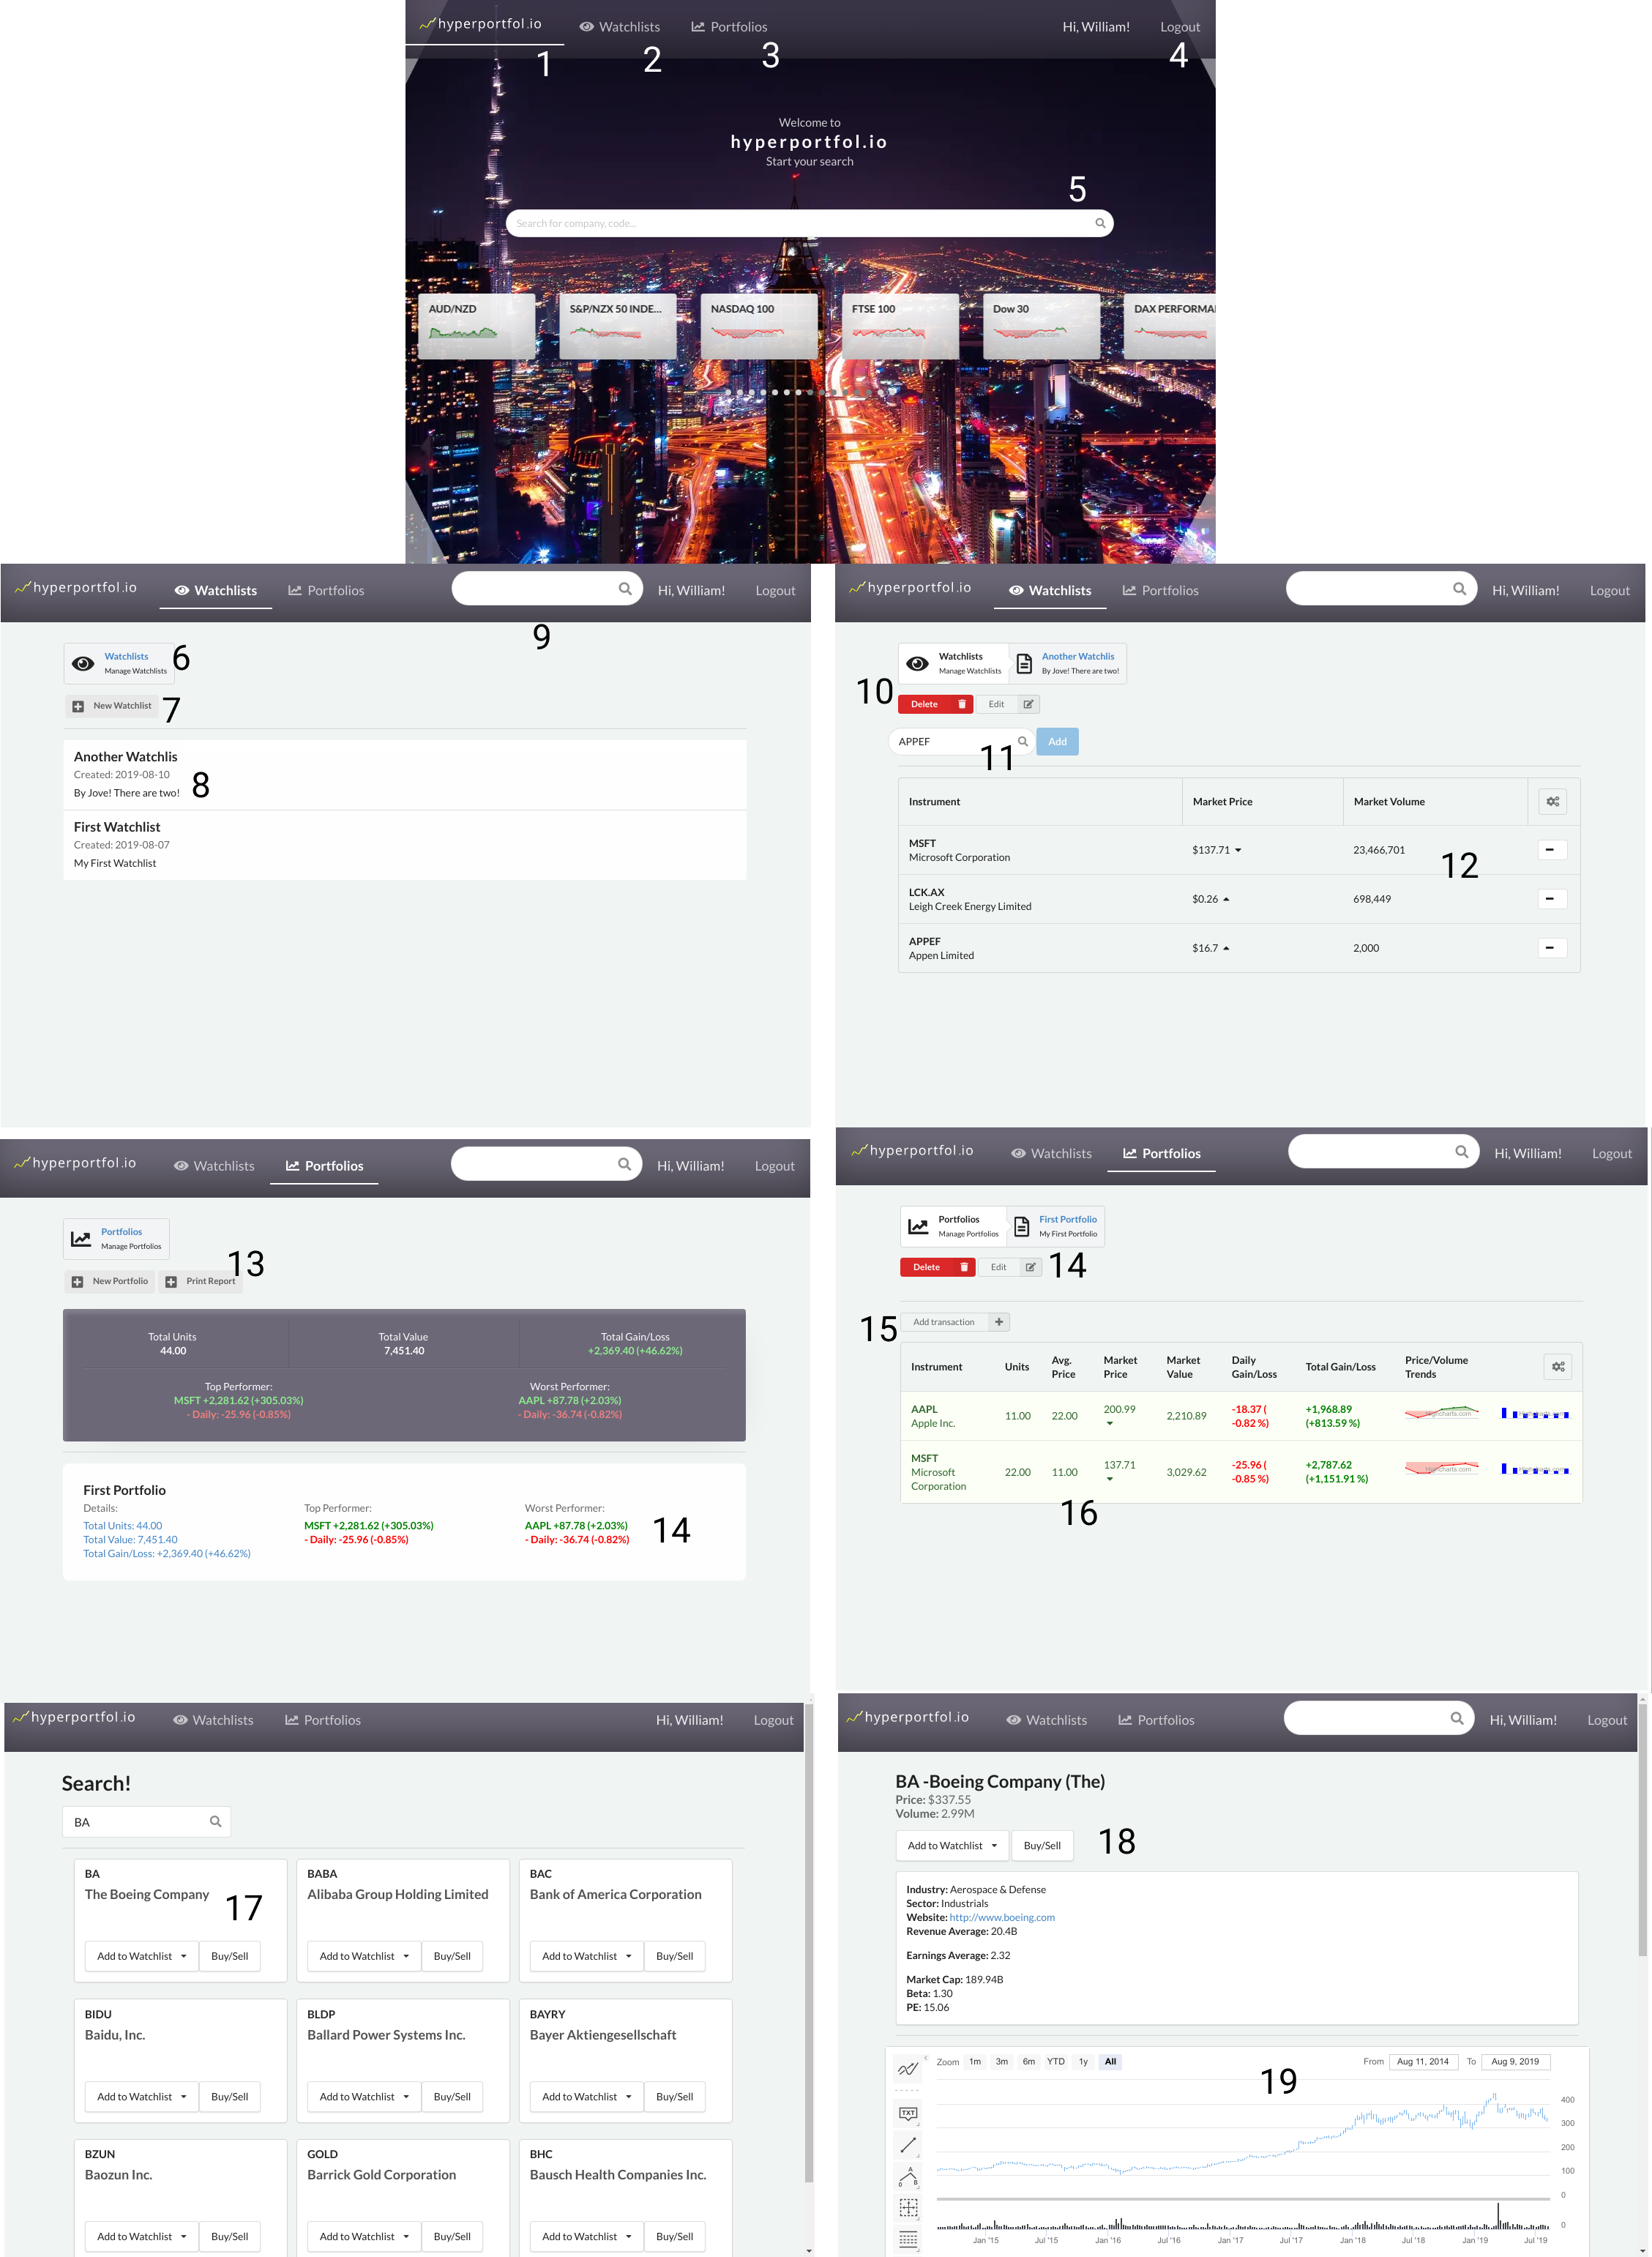 hyperportfol.io Watchlists Portfolios Hi, William! Logout
1 2 3 4
Welcome to
hyperportfol.io
Start your search
5
Search for company, code...
AUD/NZD S&P/NZX 50 INDE... NASDAQ 100 FTSE 100 Dow 30 DAX PERFORMA
hyperportfol.io Watchlists Portfolios Hi, William! Logout
9
Watchlists
Manage Watchlists
6
New Watchlist
7
Another Watchlis
Created: 2019-08-10
By Jove! There are two!
8
First Watchlist
Created: 2019-08-07
My First Watchlist
hyperportfol.io Watchlists Portfolios Hi, William! Logout
Watchlists Another Watchlis
Manage Watchlists By Jove! There are two!
10
Delete Edit
APPEF Add
11
Instrument Market Price Market Volume
MSFT
Microsoft Corporation
$137.71 23,466,701
12
LCK.AX
Leigh Creek Energy Limited
$0.26 698,449
APPEF
Appen Limited
$16.7 2,000
hyperportfol.io Watchlists Portfolios Hi, William! Logout
Portfolios
Manage Portfolios
13
New Portfolio Print Report
Total Units Total Value Total Gain/Loss
44.00 7,451.40 +2,369.40 (+46.62%)
Top Performer: Worst Performer:
MSFT +2,281.62 (+305.03%) AAPL +87.78 (+2.03%)
- Daily: -25.96 (-0.85%) - Daily: -36.74 (-0.82%)
First Portfolio
Details: Top Performer: Worst Performer:
Total Units: 44.00 MSFT +2,281.62 (+305.03%) AAPL +87.78 (+2.03%)
14
Total Value: 7,451.40 - Daily: -25.96 (-0.85%) - Daily: -36.74 (-0.82%)
Total Gain/Loss: +2,369.40 (+46.62%)
hyperportfol.io Watchlists Portfolios Hi, William! Logout
Portfolios First Portfolio
Manage Portfolios My First Portfolio
Delete Edit
14
15
Add transaction
Instrument Units Avg. Price Market Price Market Value Daily Gain/Loss Total Gain/Loss Price/Volume Trends
AAPL
Apple Inc.
11.00 22.00 200.99 2,210.89 -18.37 ( -0.82 %) +1,968.89 (+813.59 %)
Highcharts.com
MSFT
Microsoft
Corporation
22.00 11.00 137.71 3,029.62 -25.96 ( -0.85 %) +2,787.62 (+1,151.91 %)
Highcharts.com
16
hyperportfol.io Watchlists Portfolios Hi, William! Logout
Search!
BA
BA BABA BAC
The Boeing Company Alibaba Group Holding Limited Bank of America Corporation
17
Add to Watchlist Buy/Sell Add to Watchlist Buy/Sell Add to Watchlist Buy/Sell
BIDU BLDP BAYRY
Baidu, Inc. Ballard Power Systems Inc. Bayer Aktiengesellschaft
Add to Watchlist Buy/Sell Add to Watchlist Buy/Sell Add to Watchlist Buy/Sell
BZUN GOLD BHC
Baozun Inc. Barrick Gold Corporation Bausch Health Companies Inc.
Add to Watchlist Buy/Sell Add to Watchlist Buy/Sell Add to Watchlist Buy/Sell
hyperportfol.io Watchlists Portfolios Hi, William! Logout
BA -Boeing Company (The)
Price: $337.55
Volume: 2.99M
Add to Watchlist Buy/Sell
18
Industry: Aerospace & Defense
Sector: Industrials
Website: http://www.boeing.com
Revenue Average: 20.4B
Earnings Average: 2.32
Market Cap: 189.94B
Beta: 1.30
PE: 15.06
Zoom 1m 3m 6m YTD 1y All From Aug 11, 2014 To Aug 9, 2019
19
TXT
400
300
200
100
0
0
Jan '15 Jul '15 Jan '16 Jul '16 Jan '17 Jul '17 Jan '18 Jul '18 Jan '19 Jul '19